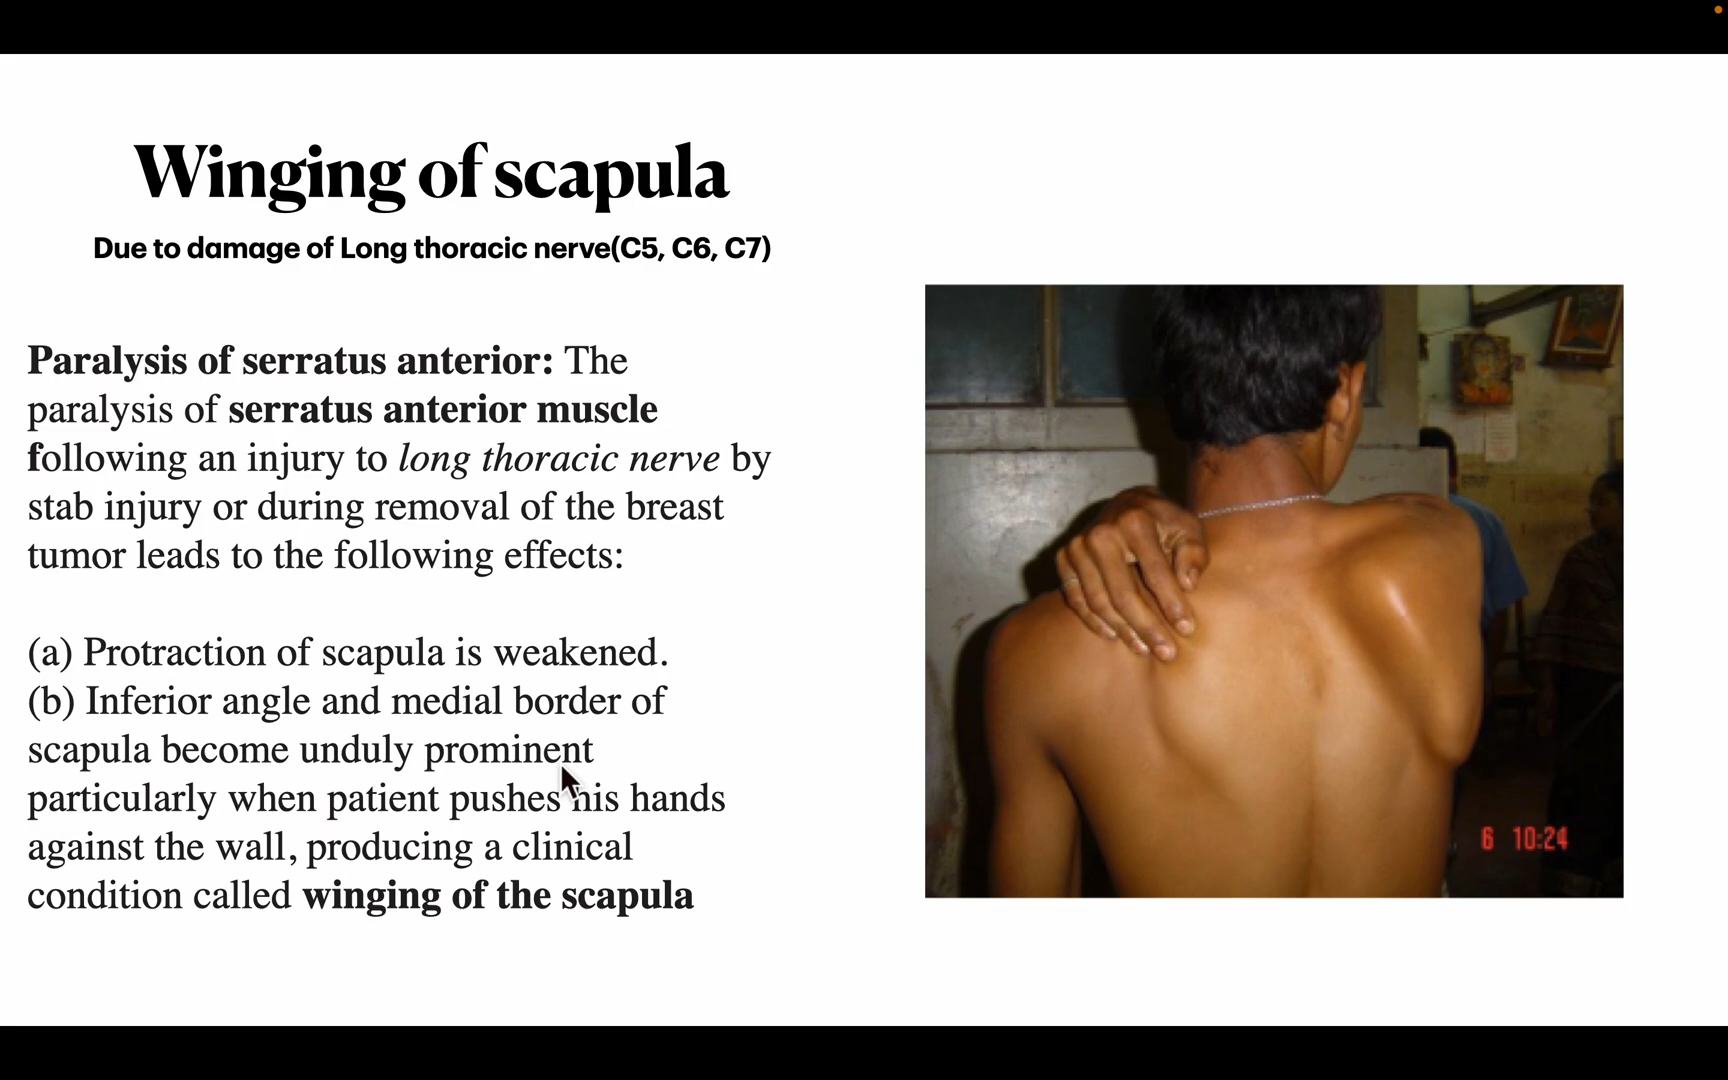 Winging of scapula
Due to damage of Long thoracic nerve(C5, C6, C7)
Paralysis of serratus anterior: The
paralysis of serratus anterior muscle
following an injury to long thoracic nerve by
stab injury or during removal of the breast
tumor leads to the following effects:
(a) Protraction of scapula is weakened.
(b) Inferior angle and medial border of
scapula become unduly prominent
particularly when patient pushes his hands
against the wall, producing a clinical
condition called winging of the scapula
6 10:24